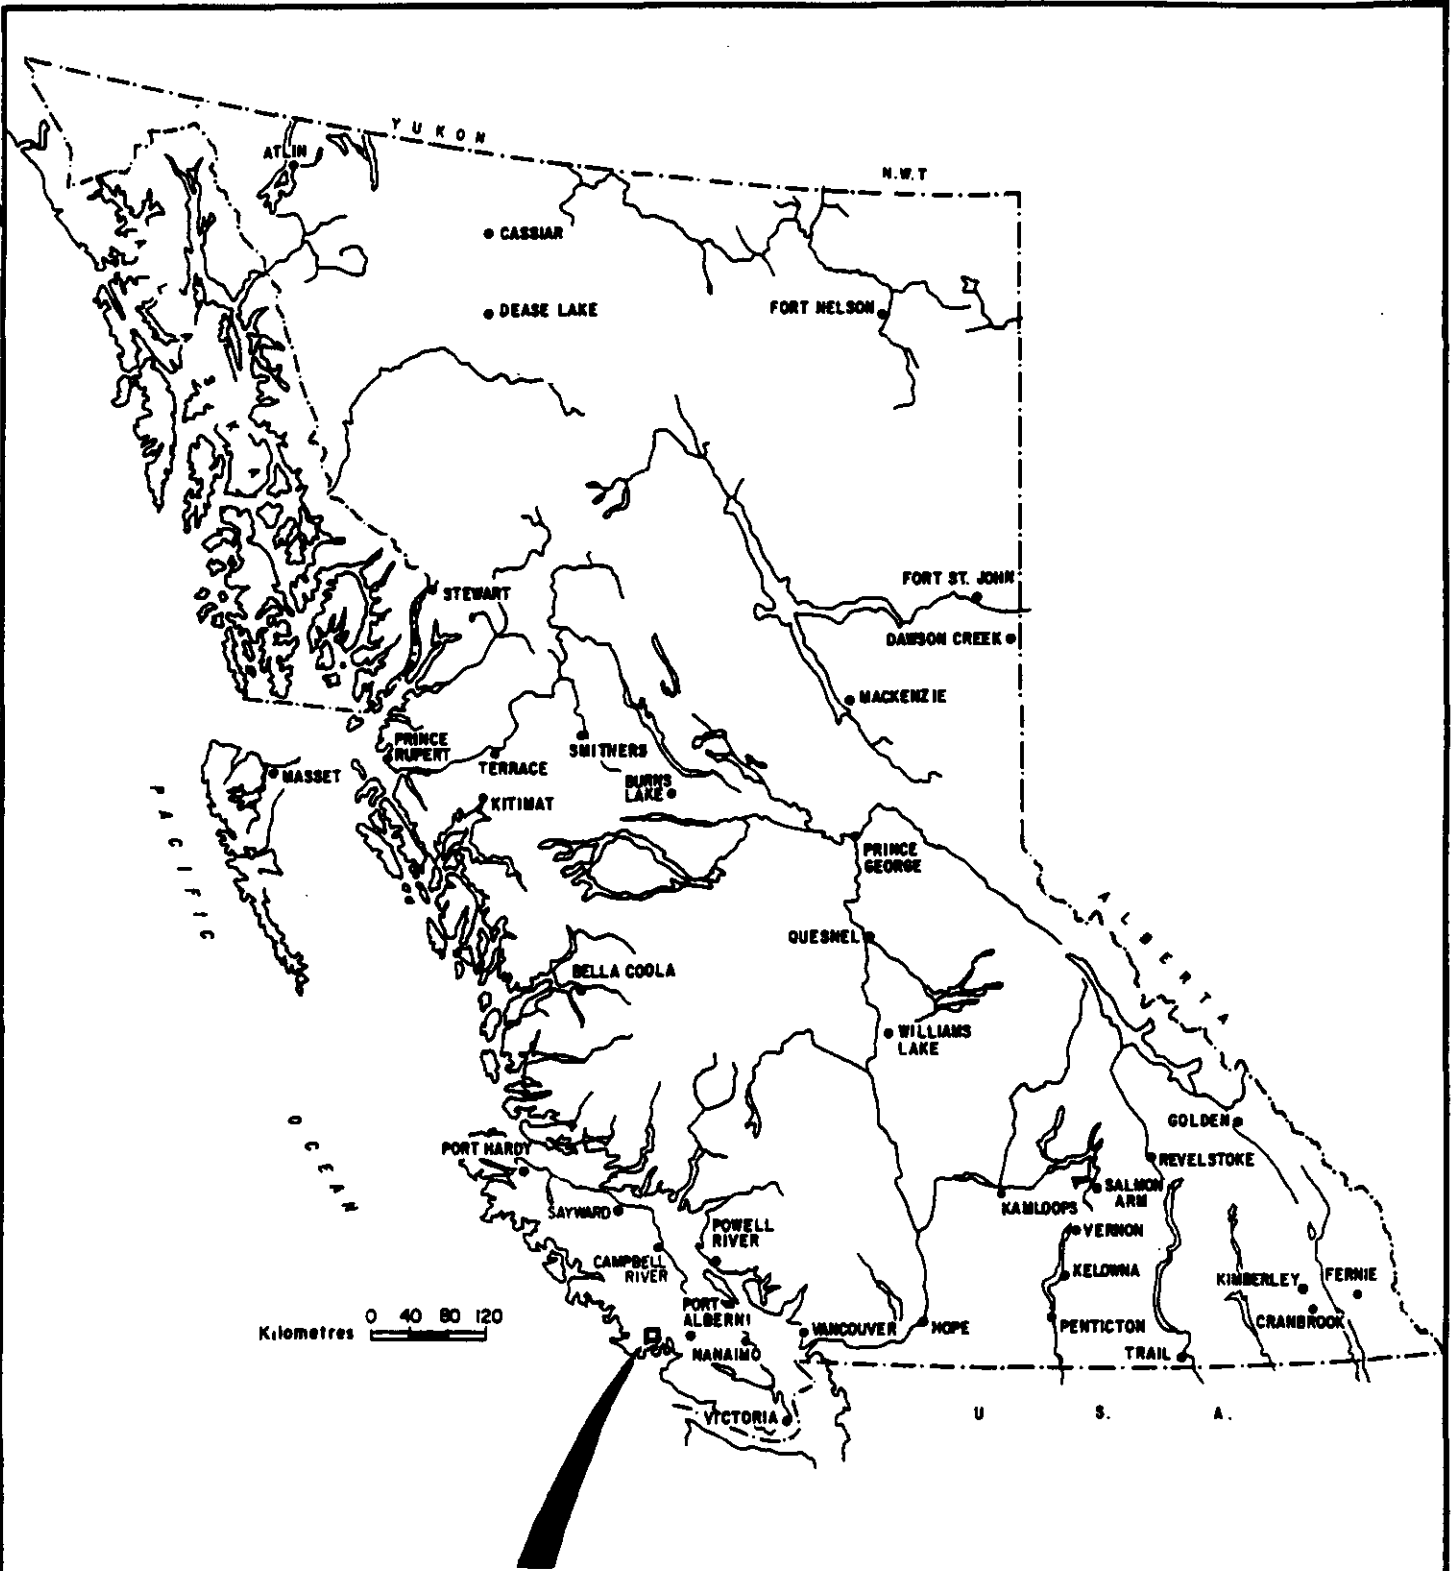 YUKON
N.W.T
ATLIN
CASSIAR
DEASE LAKE
FORT NELSON
ALASKA
STEWART
FORT ST. JOHN
DAWSON CREEK
MACKENZIE
PRINCE
RUPERT
TERRACE
SMITHERS
MASSET
BURNS
LAKE
KITIMAT
PRINCE
GEORGE
PACIFIC
ALBERTA
QUESNEL
BELLA COOLA
WILLIAMS
LAKE
OCEAN
GOLDEN
PORT HARDY
REVELSTOKE
SALMON
ARM
KAMLOOPS
SAYWARD
POWELL
RIVER
VERNON
CAMPBELL
RIVER
KELOWNA
KIMBERLEY
FERNIE
PORT
ALBERNI
0 40 80 120
Kilometres
VANCOUVER
HOPE
PENTICTON
CRANBROOK
NANAIMO
TRAIL
VICTORIA
U S. A.